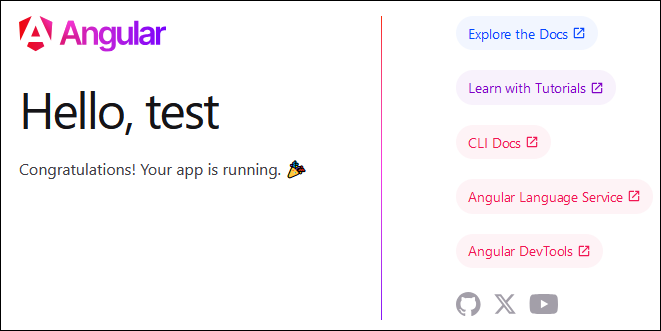 Angular
Hello, test
Congratulations! Your app is running. 🎉
Explore the Docs
Learn with Tutorials
CLI Docs
Angular Language Service
Angular DevTools